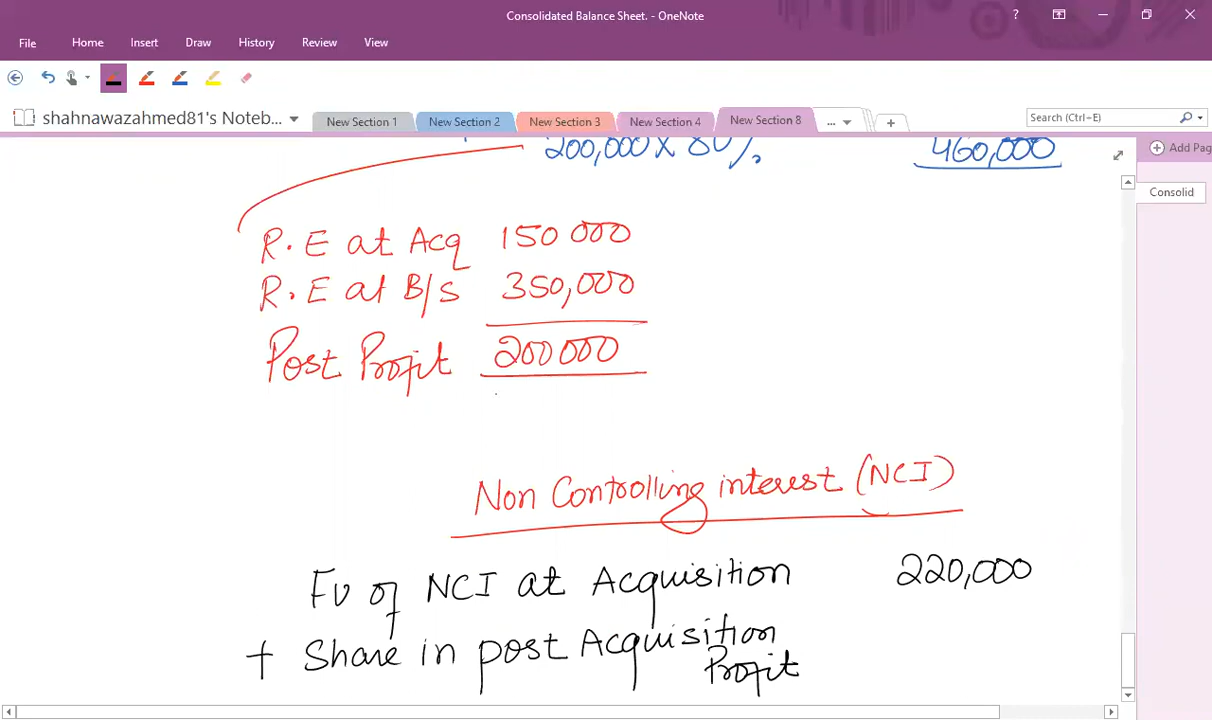 Consolidated Balance Sheet. - OneNote
?
File Home Insert Draw History Review View
shahnawazahmed81's Noteb... New Section 1 New Section 2 New Section 3 New Section 4 New Section 8 ... + Search (Ctrl+E)
200,000 X 80% 460,000
Add Pag
Consolid
R.E at Acq 150 000
R.E at B/S 350,000
Post Profit 200 000
Non Controlling interest (NCI)
FV of NCI at Acquisition 220,000
+ Share in post Acquisition
Profit